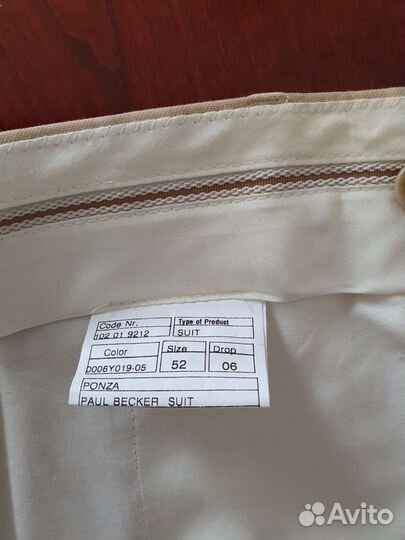 Code Nr. Type of Product
102 01 9212 SUIT
Color Size Drop
0006Y019-05 52 06
PONZA
PAUL BECKER SUIT
Avito